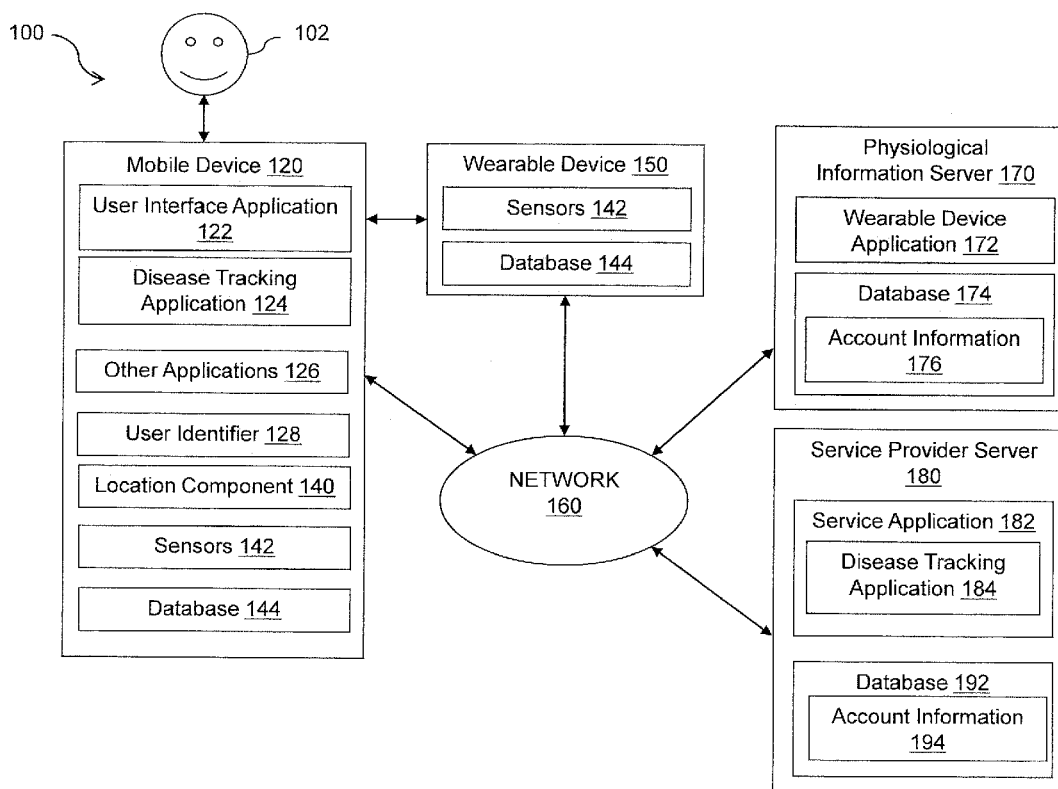 100
102
Mobile Device 120
User Interface Application
122
Disease Tracking
Application 124
Other Applications 126
User Identifier 128
Location Component 140
Sensors 142
Database 144
Wearable Device 150
Sensors 142
Database 144
NETWORK
160
Physiological
Information Server 170
Wearable Device
Application 172
Database 174
Account Information
176
Service Provider Server
180
Service Application 182
Disease Tracking
Application 184
Database 192
Account Information
194